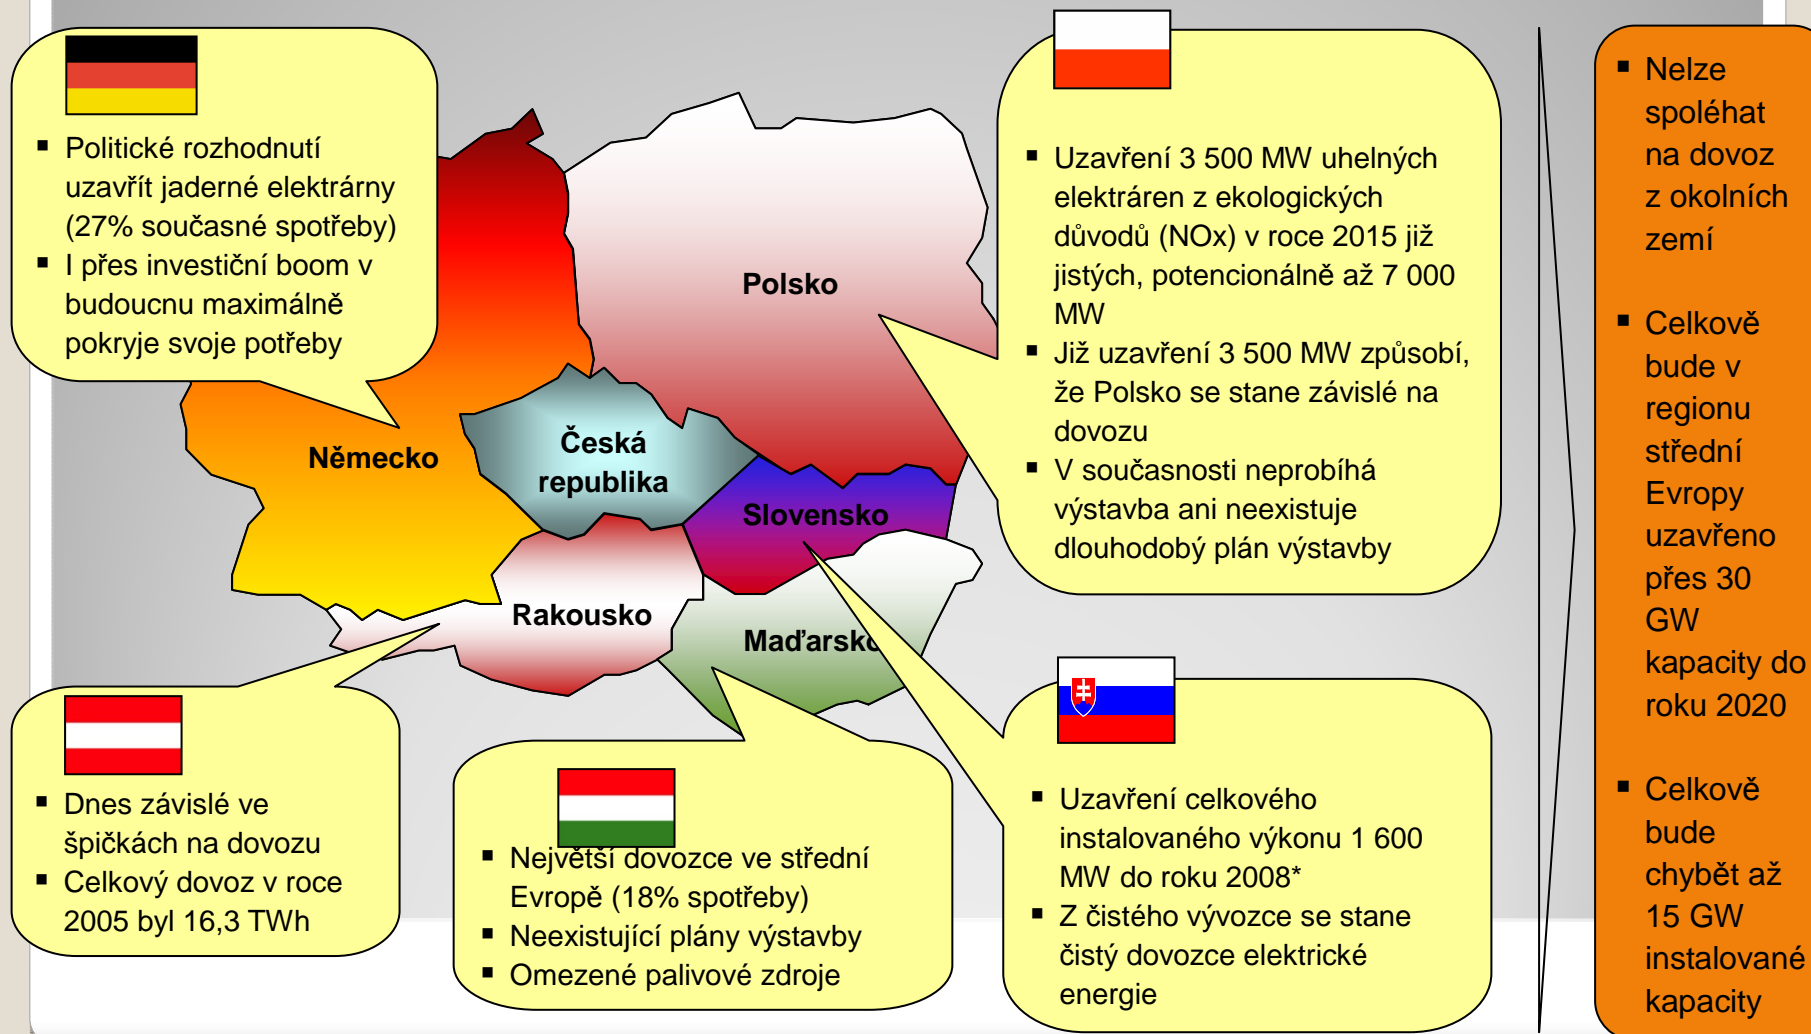 ▪ Politické rozhodnutí
uzavřít jaderné elektrárny
(27% současné spotřeby)
▪ I přes investiční boom v
budoucnu maximálně
pokryje svoje potřeby
▪ Uzavření 3 500 MW uhelných
elektráren z ekologických
důvodů (NOx) v roce 2015 již
jistých, potencionálně až 7 000
MW
▪ Již uzavření 3 500 MW způsobí,
že Polsko se stane závislé na
dovozu
▪ V současnosti neprobíhá
výstavba ani neexistuje
dlouhodobý plán výstavby
Polsko
Německo
Česká
republika
Slovensko
Rakousko
Maďarsko
▪ Dnes závislé ve
špičkách na dovozu
▪ Celkový dovoz v roce
2005 byl 16,3 TWh
▪ Největší dovozce ve střední
Evropě (18% spotřeby)
▪ Neexistující plány výstavby
▪ Omezené palivové zdroje
▪ Uzavření celkového
instalovaného výkonu 1 600
MW do roku 2008*
▪ Z čistého vývozce se stane
čistý dovozce elektrické
energie
▪ Nelze
spoléhat
na dovoz
z okolních
zemí
▪ Celkově
bude v
regionu
střední
Evropy
uzavřeno
přes 30
GW
kapacity do
roku 2020
▪ Celkově
bude
chybět až
15 GW
instalované
kapacity